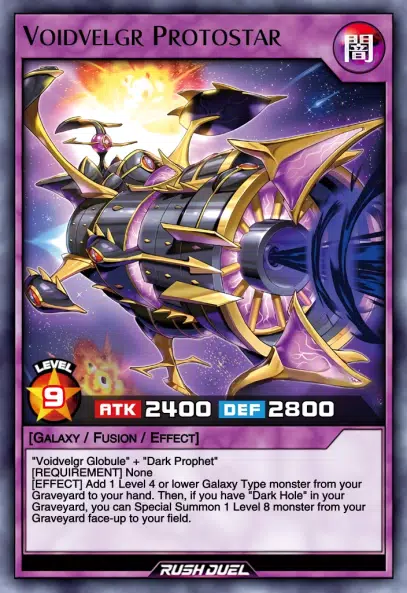 Voidvelgr Protostar
闇
LEVEL
9
ATK 2400 DEF 2800
[Galaxy / Fusion / Effect]
"Voidvelgr Globule" + "Dark Prophet"
[REQUIREMENT] None
[EFFECT] Add 1 Level 4 or lower Galaxy Type monster from your
Graveyard to your hand. Then, if you have "Dark Hole" in your
Graveyard, you can Special Summon 1 Level 8 monster from your
Graveyard face-up to your field.
RUSH DUEL